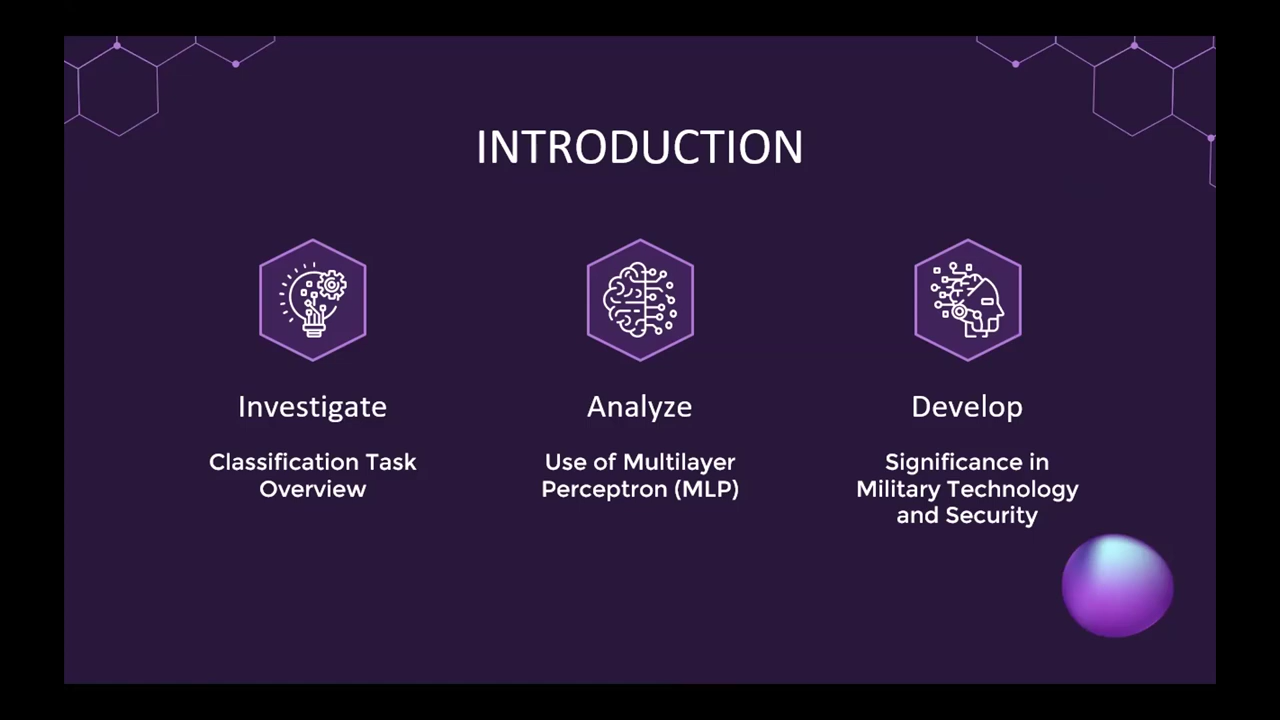 INTRODUCTION
Investigate
Classification Task
Overview
Analyze
Use of Multilayer
Perceptron (MLP)
Develop
Significance in
Military Technology
and Security